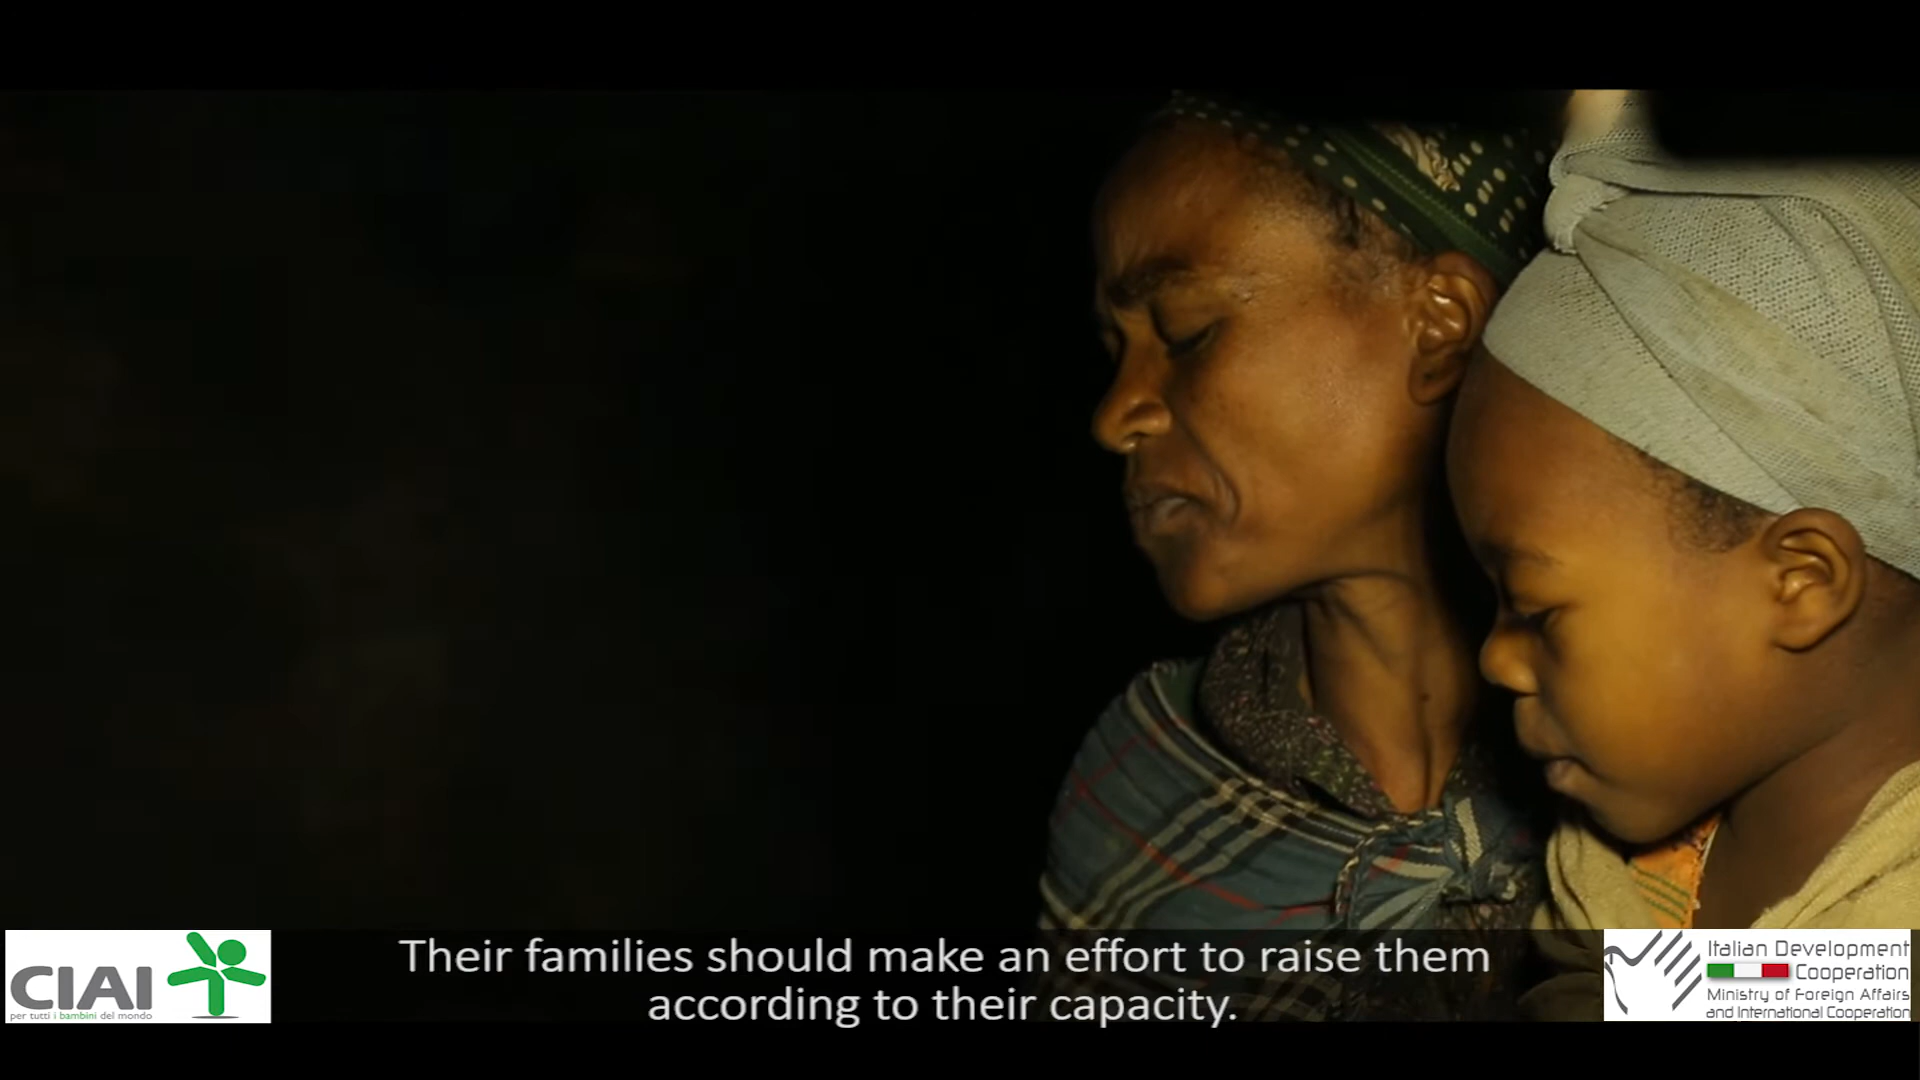 Their families should make an effort to raise them
according to their capacity.
CIAI
per tutti i bambini del mondo
Italian Development
Cooperation
Ministry of Foreign Affairs
and International Cooperation